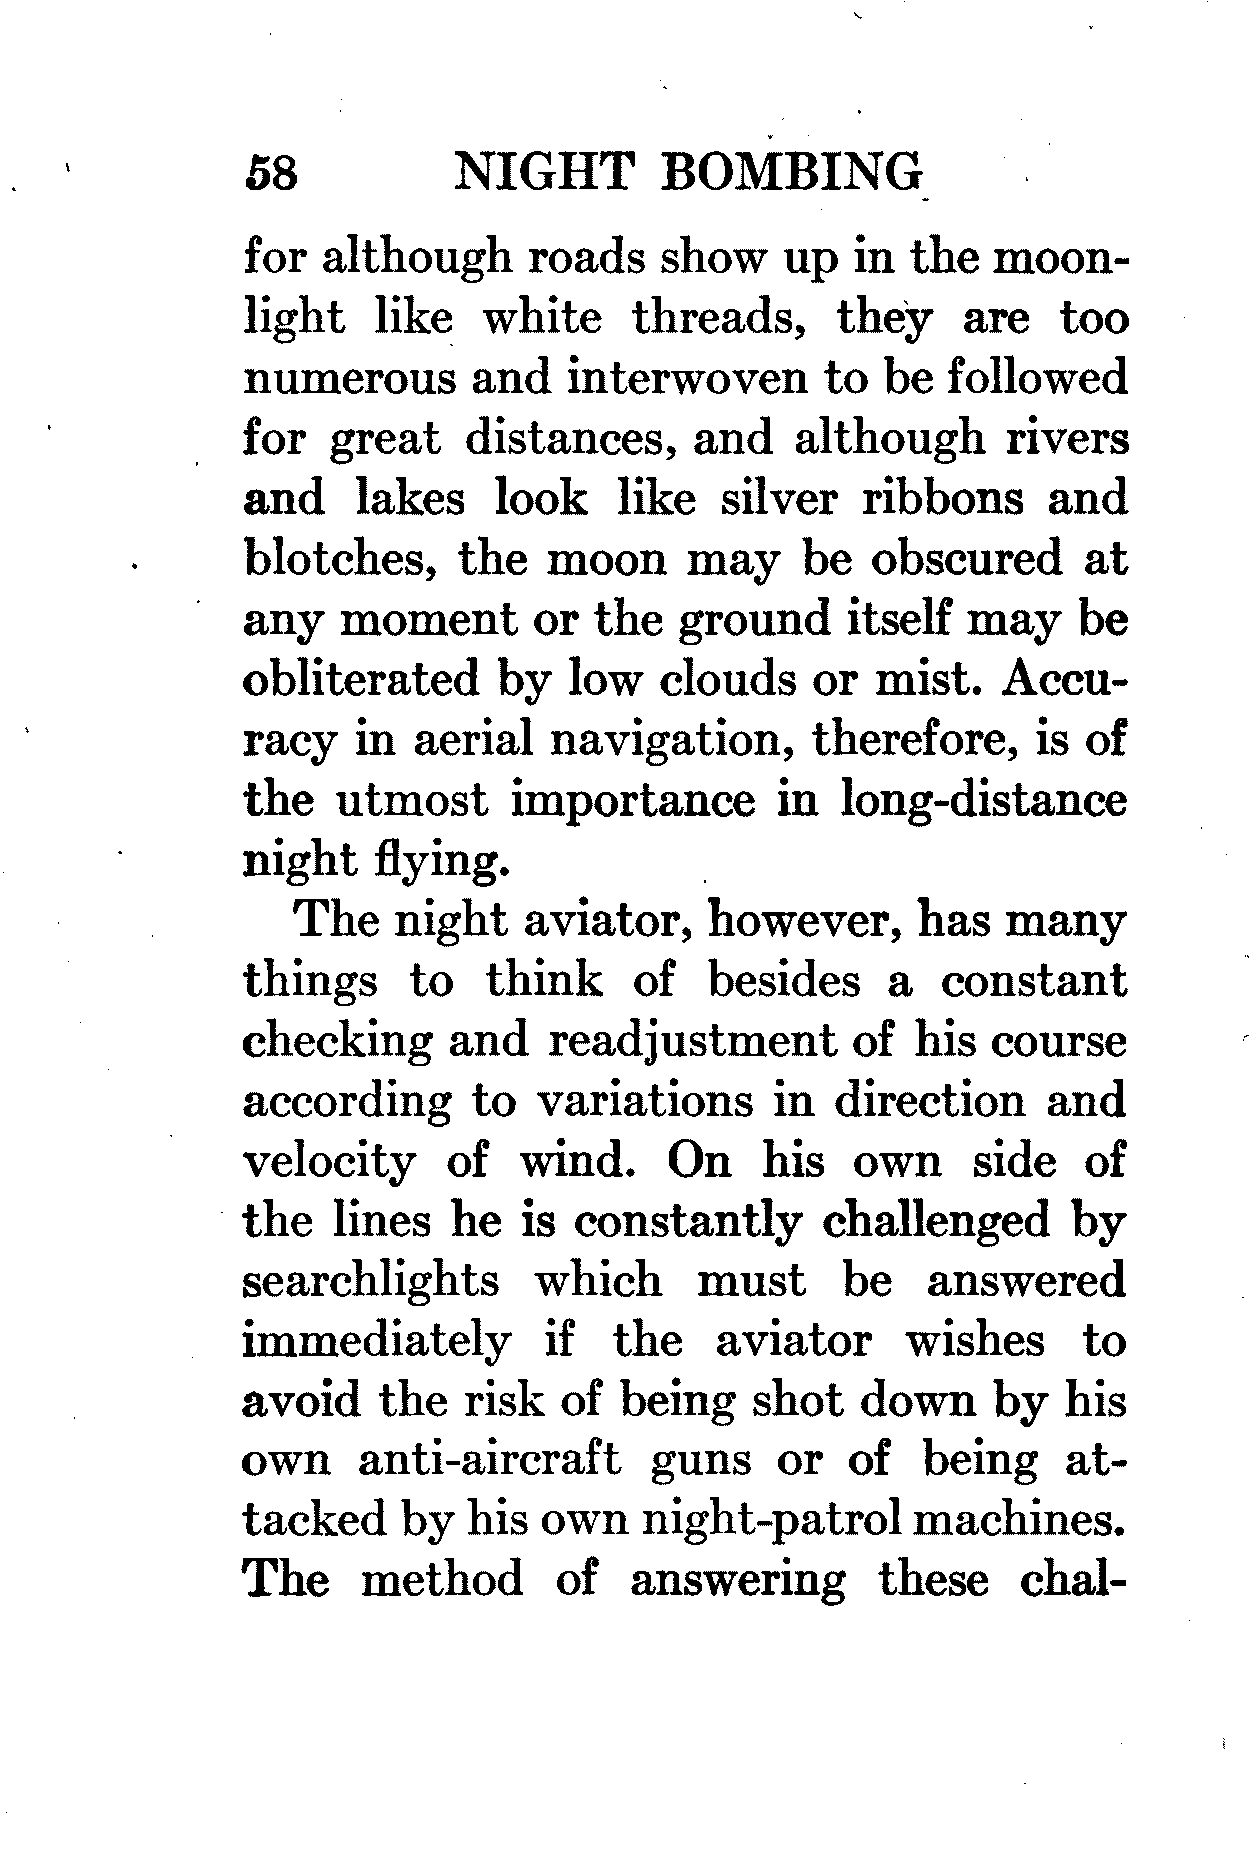 58 NIGHT BOMBING
for although roads show up in the moon-
light like white threads, they are too
numerous and interwoven to be followed
for great distances, and although rivers
and lakes look like silver ribbons and
blotches, the moon may be obscured at
any moment or the ground itself may be
obliterated by low clouds or mist. Accu-
racy in aerial navigation, therefore, is of
the utmost importance in long-distance
night flying.
The night aviator, however, has many
things to think of besides a constant
checking and readjustment of his course
according to variations in direction and
velocity of wind. On his own side of
the lines he is constantly challenged by
searchlights which must be answered
immediately if the aviator wishes to
avoid the risk of being shot down by his
own anti-aircraft guns or of being at-
tacked by his own night-patrol machines.
The method of answering these chal-